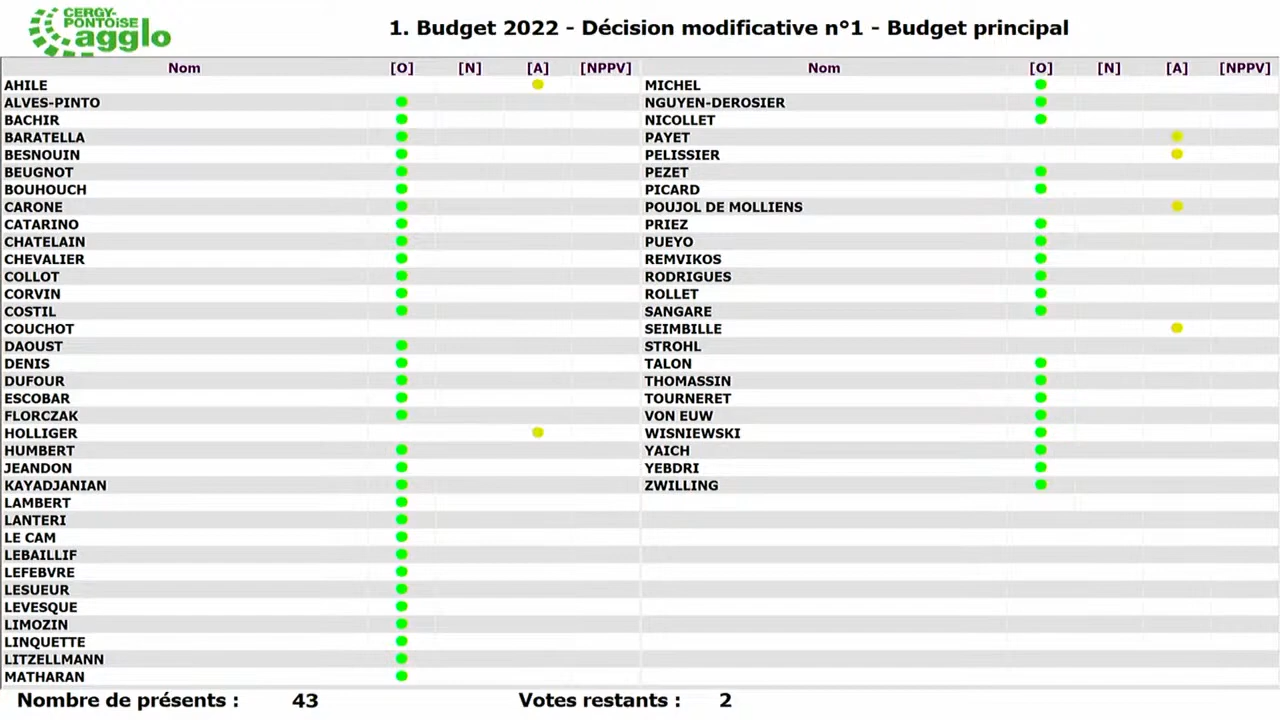 CERGY-
PONTOISE
agglo
1. Budget 2022 - Décision modificative n°1 - Budget principal
Nom [O] [N] [A] [NPPV] Nom [O] [N] [A] [NPPV]
AHILE MICHEL
ALVES-PINTO NGUYEN-DEROSIER
BACHIR NICOLLET
BARATELLA PAYET
BESNOUIN PELISSIER
BEUGNOT PEZET
BOUHOUCH PICARD
CARONE POUJOL DE MOLLIENS
CATARINO PRIEZ
CHATELAIN PUEYO
CHEVALIER REMVIKOS
COLLOT RODRIGUES
CORVIN ROLLET
COSTIL SANGARE
COUCHOT SEIMBILLE
DAOUST STROHL
DENIS TALON
DUFOUR THOMASSIN
ESCOBAR TOURNERET
FLORCZAK VON EUW
HOLLIGER WISNIEWSKI
HUMBERT YAICH
JEANDON YEBDRI
KAYADJANIAN ZWILLING
LAMBERT
LANTERI
LE CAM
LEBAILLIF
LEFEBVRE
LESUEUR
LEVESQUE
LIMOZIN
LINQUETTE
LITZELLMANN
MATHARAN
Nombre de présents : 43 Votes restants : 2